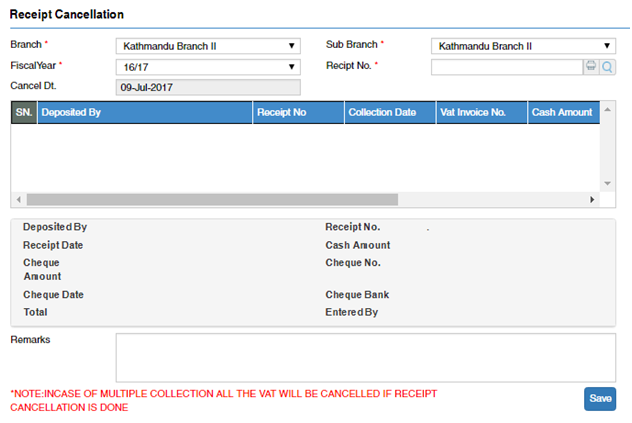 Receipt Cancellation
Branch * Kathmandu Branch II Sub Branch * Kathmandu Branch II
FiscalYear * 16/17 Recipt No. *
Cancel Dt. 09-Jul-2017
SN. Deposited By Receipt No Collection Date Vat Invoice No. Cash Amount
Deposited By Receipt No. .
Receipt Date Cash Amount
Cheque Cheque No.
Amount
Cheque Date Cheque Bank
Total Entered By
Remarks
*NOTE:INCASE OF MULTIPLE COLLECTION ALL THE VAT WILL BE CANCELLED IF RECEIPT
CANCELLATION IS DONE
Save